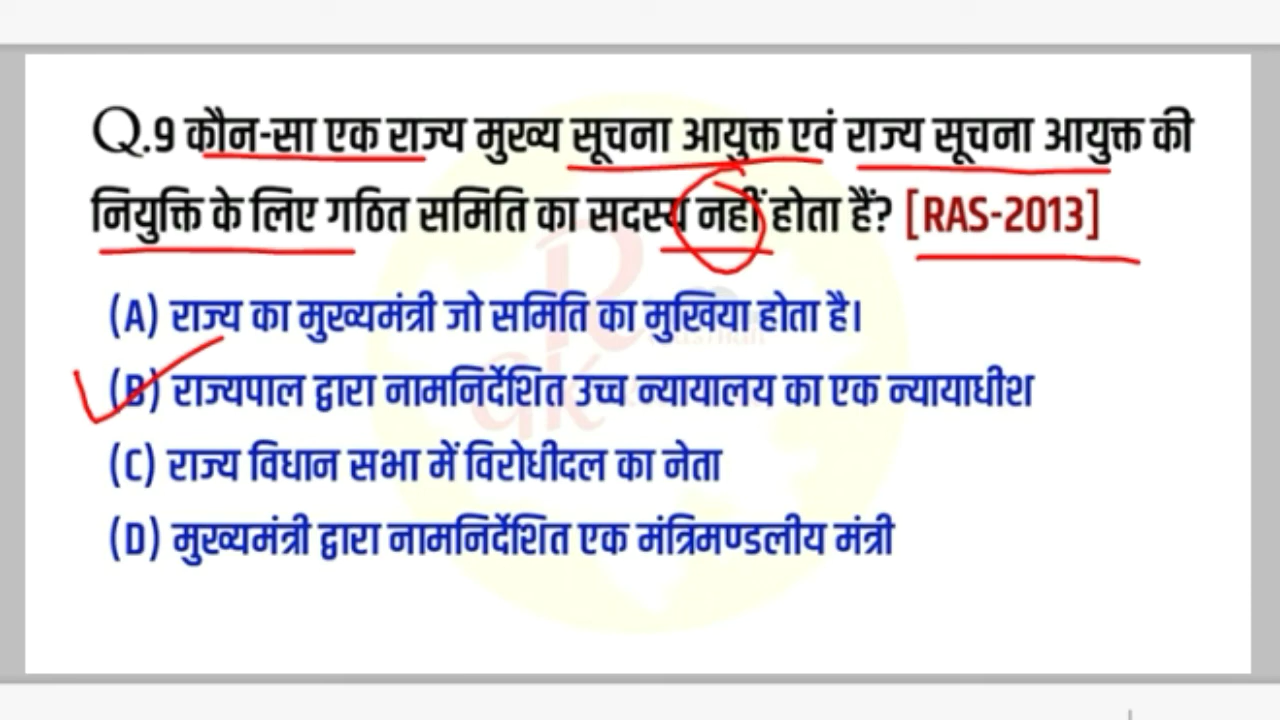 Q.9 कौन-सा एक राज्य मुख्य सूचना आयुक्त एवं राज्य सूचना आयुक्त की
नियुक्ति के लिए गठित समिति का सदस्य नहीं होता हैं? [RAS-2013]
(A) राज्य का मुख्यमंत्री जो समिति का मुखिया होता है।
(B) राज्यपाल द्वारा नामनिर्देशित उच्च न्यायालय का एक न्यायाधीश
(C) राज्य विधान सभा में विरोधीदल का नेता
(D) मुख्यमंत्री द्वारा नामनिर्देशित एक मंत्रिमण्डलीय मंत्री